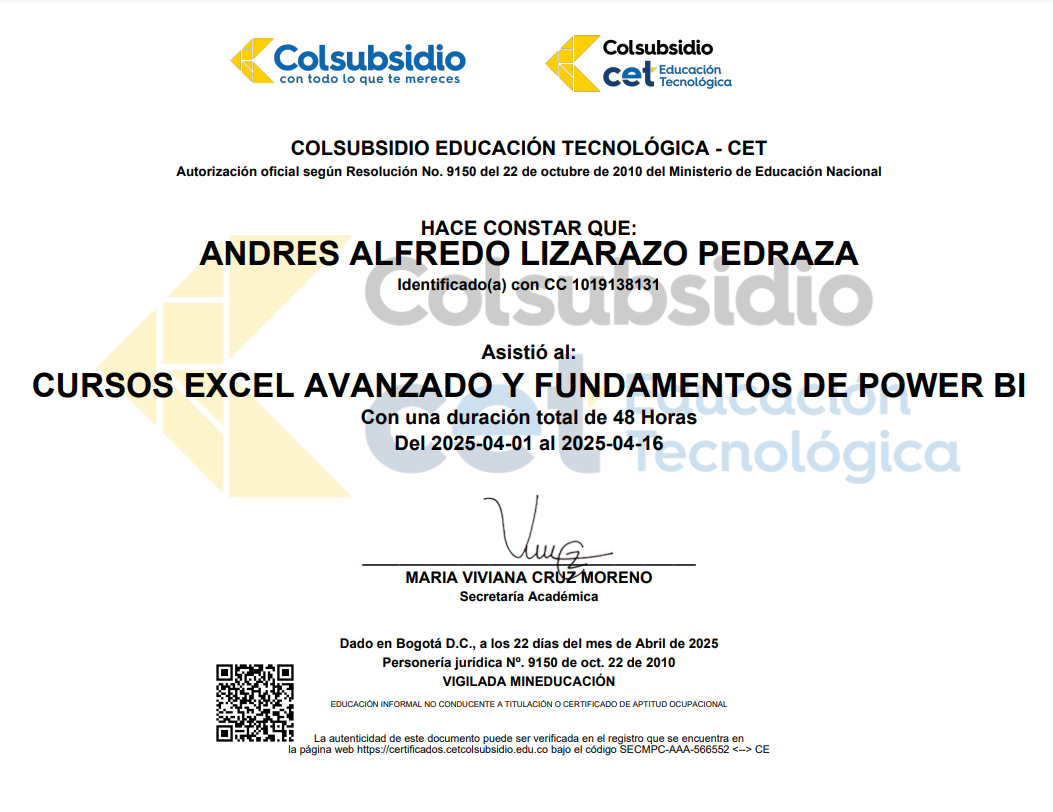 Colsubsidio
con todo lo que te mereces
Colsubsidio
cet Educación
Tecnológica
COLSUBSIDIO EDUCACIÓN TECNOLÓGICA - CET
Autorización oficial según Resolución No. 9150 del 22 de octubre de 2010 del Ministerio de Educación Nacional
HACE CONSTAR QUE:
ANDRES ALFREDO LIZARAZO PEDRAZA
Colsubsidio
Identificado(a) con CC 1019138131
Asistió al:
CURSOS EXCEL AVANZADO Y FUNDAMENTOS DE POWER BI
cet Educación
Tecnológica
Con una duración total de 48 Horas
Del 2025-04-01 al 2025-04-16
MARIA VIVIANA CRUZ MORENO
Secretaría Académica
Dado en Bogotá D.C., a los 22 días del mes de Abril de 2025
Personería jurídica Nº. 9150 de oct. 22 de 2010
VIGILADA MINEDUCACIÓN
EDUCACIÓN INFORMAL NO CONDUCENTE A TITULACIÓN O CERTIFICADO DE APTITUD OCUPACIONAL
La autenticidad de este documento puede ser verificada en el registro que se encuentra en
la página web https://certificados.cetcolsubsidio.edu.co bajo el código SECMPC-AAA-566552 <--> CE